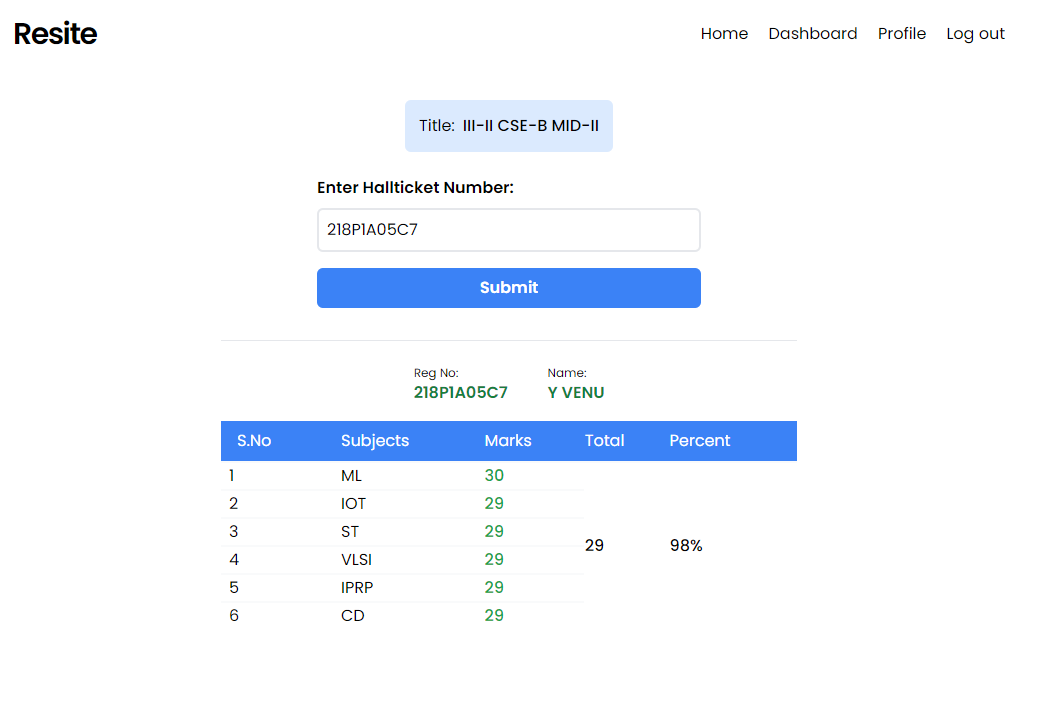 Resite
Home Dashboard Profile Log out
Title: III-II CSE-B MID-II
Enter Hallticket Number:
218P1A05C7
Submit
Reg No: Name:
218P1A05C7 Y VENU
S.No Subjects Marks Total Percent
1 ML 30
2 IOT 29
3 ST 29
29 98%
4 VLSI 29
5 IPRP 29
6 CD 29